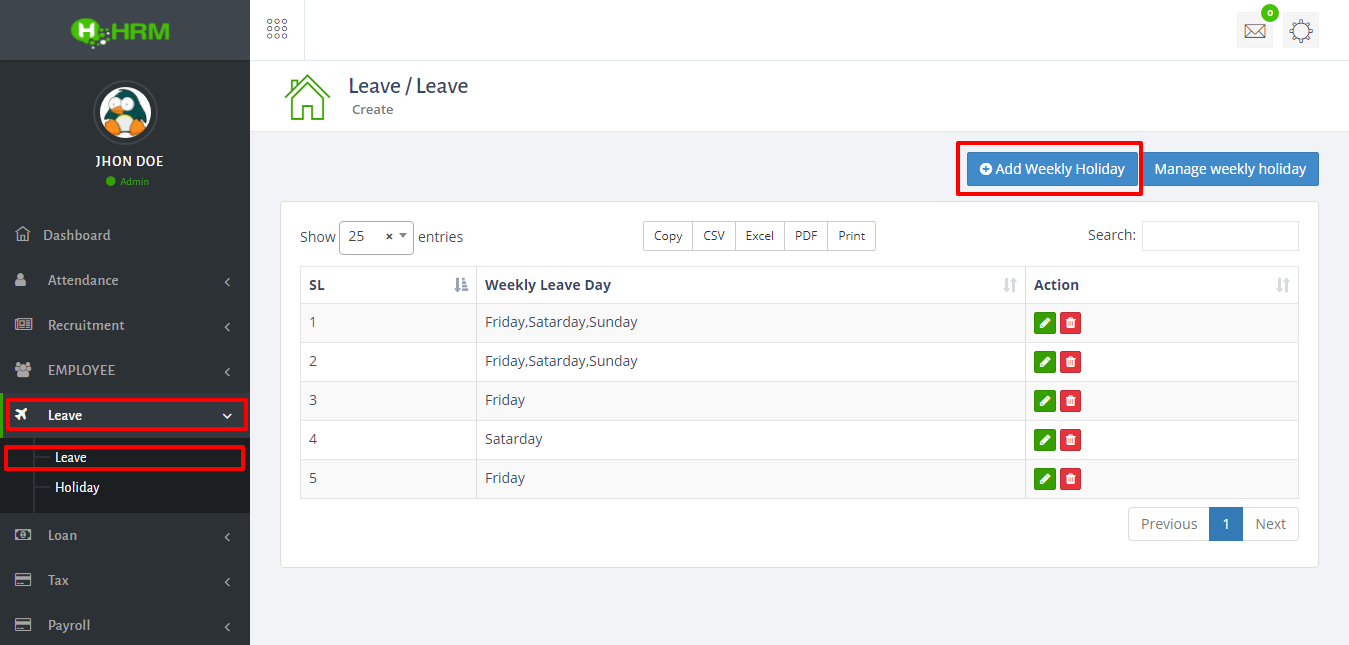 HRM
0
JHON DOE
Admin
Dashboard
Attendance
Recruitment
EMPLOYEE
Leave
Leave
Holiday
Loan
Tax
Payroll
Leave / Leave
Create
Add Weekly Holiday Manage weekly holiday
Show 25 × entries Copy CSV Excel PDF Print Search:
SL Weekly Leave Day Action
1 Friday,Satarday,Sunday
2 Friday,Satarday,Sunday
3 Friday
4 Satarday
5 Friday
Previous 1 Next